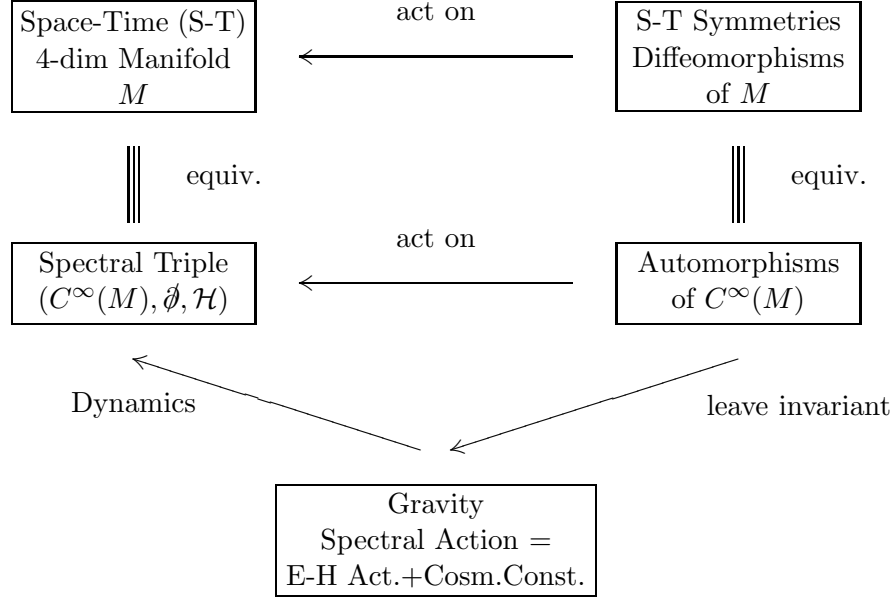 Space-Time (S-T)
4-dim Manifold
M
act on
S-T Symmetries
Diffeomorphisms
of M
equiv.
equiv.
Spectral Triple
(C^∞(M), ∂̸, ℋ)
act on
Automorphisms
of C^∞(M)
Dynamics
leave invariant
Gravity
Spectral Action =
E-H Act.+Cosm.Const.